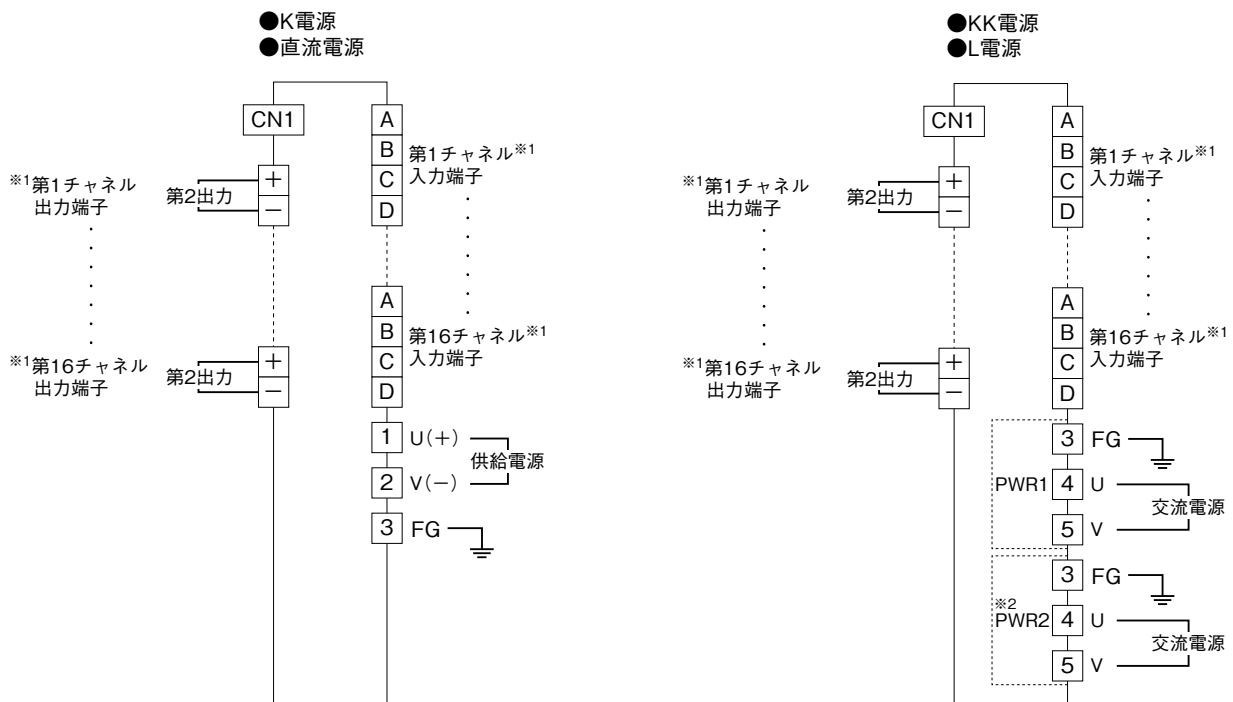 ●K電源
●直流電源
CN1
A
B
C
D
第1チャネル※1
入力端子
※1第1チャネル
出力端子
第2出力
+
−
A
B
C
D
第16チャネル※1
入力端子
※1第16チャネル
出力端子
第2出力
+
−
1 U(+)
供給電源
2 V(−)
3 FG
●KK電源
●L電源
CN1
A
B
C
D
第1チャネル※1
入力端子
※1第1チャネル
出力端子
第2出力
+
−
A
B
C
D
第16チャネル※1
入力端子
※1第16チャネル
出力端子
第2出力
+
−
3 FG
PWR1 4 U
交流電源
5 V
3 FG
※2
PWR2 4 U
交流電源
5 V